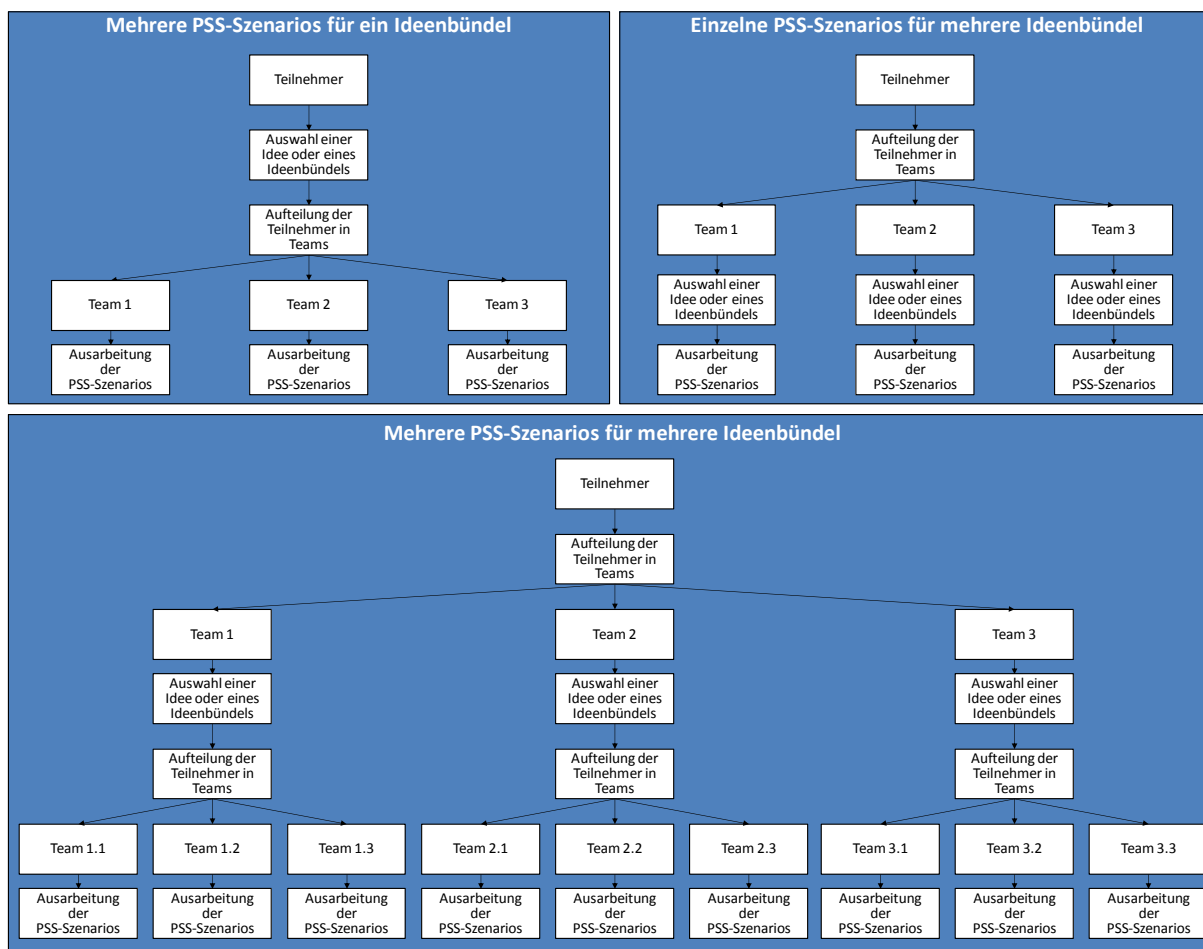 Mehrere PSS-Szenarios für ein Ideenbündel
Teilnehmer
Auswahl einer
Idee oder eines
Ideenbündels
Aufteilung der
Teilnehmer in
Teams
Team 1
Team 2
Team 3
Ausarbeitung
der
PSS-Szenarios
Ausarbeitung
der
PSS-Szenarios
Ausarbeitung
der
PSS-Szenarios
Einzelne PSS-Szenarios für mehrere Ideenbündel
Teilnehmer
Aufteilung der
Teilnehmer in
Teams
Team 1
Team 2
Team 3
Auswahl einer
Idee oder eines
Ideenbündels
Auswahl einer
Idee oder eines
Ideenbündels
Auswahl einer
Idee oder eines
Ideenbündels
Ausarbeitung
der
PSS-Szenarios
Ausarbeitung
der
PSS-Szenarios
Ausarbeitung
der
PSS-Szenarios
Mehrere PSS-Szenarios für mehrere Ideenbündel
Teilnehmer
Aufteilung der
Teilnehmer in
Teams
Team 1
Team 2
Team 3
Auswahl einer
Idee oder eines
Ideenbündels
Auswahl einer
Idee oder eines
Ideenbündels
Auswahl einer
Idee oder eines
Ideenbündels
Aufteilung der
Teilnehmer in
Teams
Aufteilung der
Teilnehmer in
Teams
Aufteilung der
Teilnehmer in
Teams
Team 1.1
Team 1.2
Team 1.3
Team 2.1
Team 2.2
Team 2.3
Team 3.1
Team 3.2
Team 3.3
Ausarbeitung
der
PSS-Szenarios
Ausarbeitung
der
PSS-Szenarios
Ausarbeitung
der
PSS-Szenarios
Ausarbeitung
der
PSS-Szenarios
Ausarbeitung
der
PSS-Szenarios
Ausarbeitung
der
PSS-Szenarios
Ausarbeitung
der
PSS-Szenarios
Ausarbeitung
der
PSS-Szenarios
Ausarbeitung
der
PSS-Szenarios